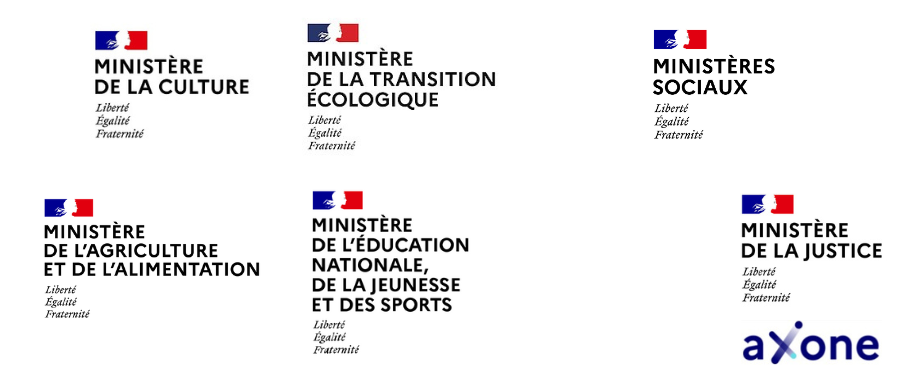 MINISTÈRE
DE LA CULTURE
Liberté
Égalité
Fraternité
MINISTÈRE
DE LA TRANSITION
ÉCOLOGIQUE
Liberté
Égalité
Fraternité
MINISTÈRES
SOCIAUX
Liberté
Égalité
Fraternité
MINISTÈRE
DE L'AGRICULTURE
ET DE L'ALIMENTATION
Liberté
Égalité
Fraternité
MINISTÈRE
DE L'ÉDUCATION
NATIONALE,
DE LA JEUNESSE
ET DES SPORTS
Liberté
Égalité
Fraternité
MINISTÈRE
DE LA JUSTICE
Liberté
Égalité
Fraternité
axione